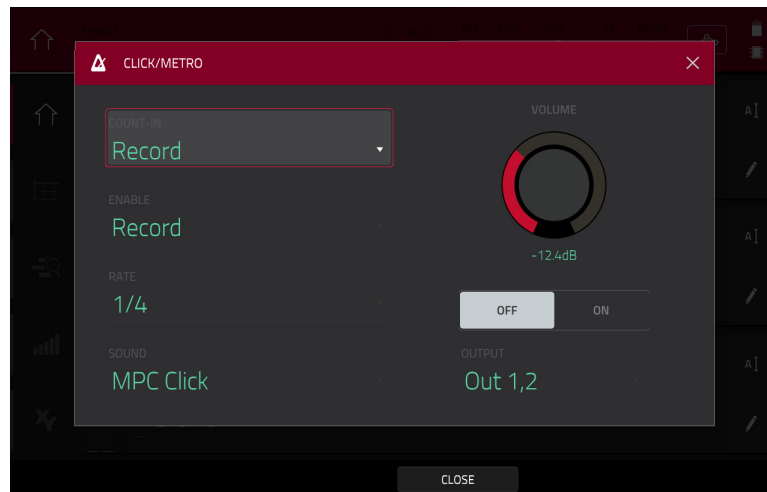 CLICK/METRO
COUNT-IN
Record
VOLUME
ENABLE
Record
-12.4dB
RATE
1/4
OFF
ON
SOUND
MPC Click
OUTPUT
Out 1,2
CLOSE